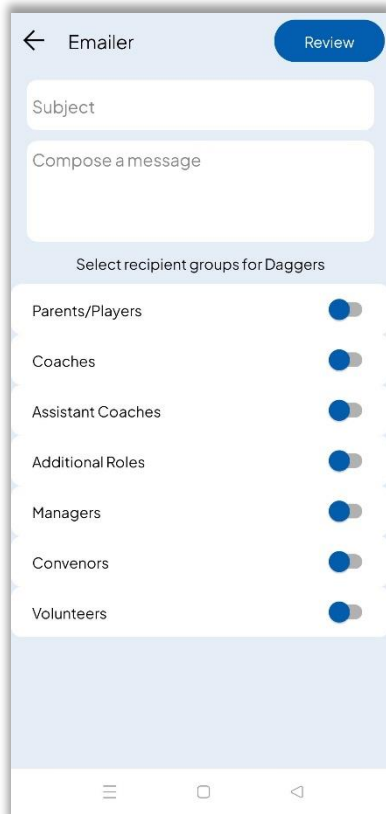 Emailer
Review
Subject
Compose a message
Select recipient groups for Daggers
Parents/Players
Coaches
Assistant Coaches
Additional Roles
Managers
Convenors
Volunteers